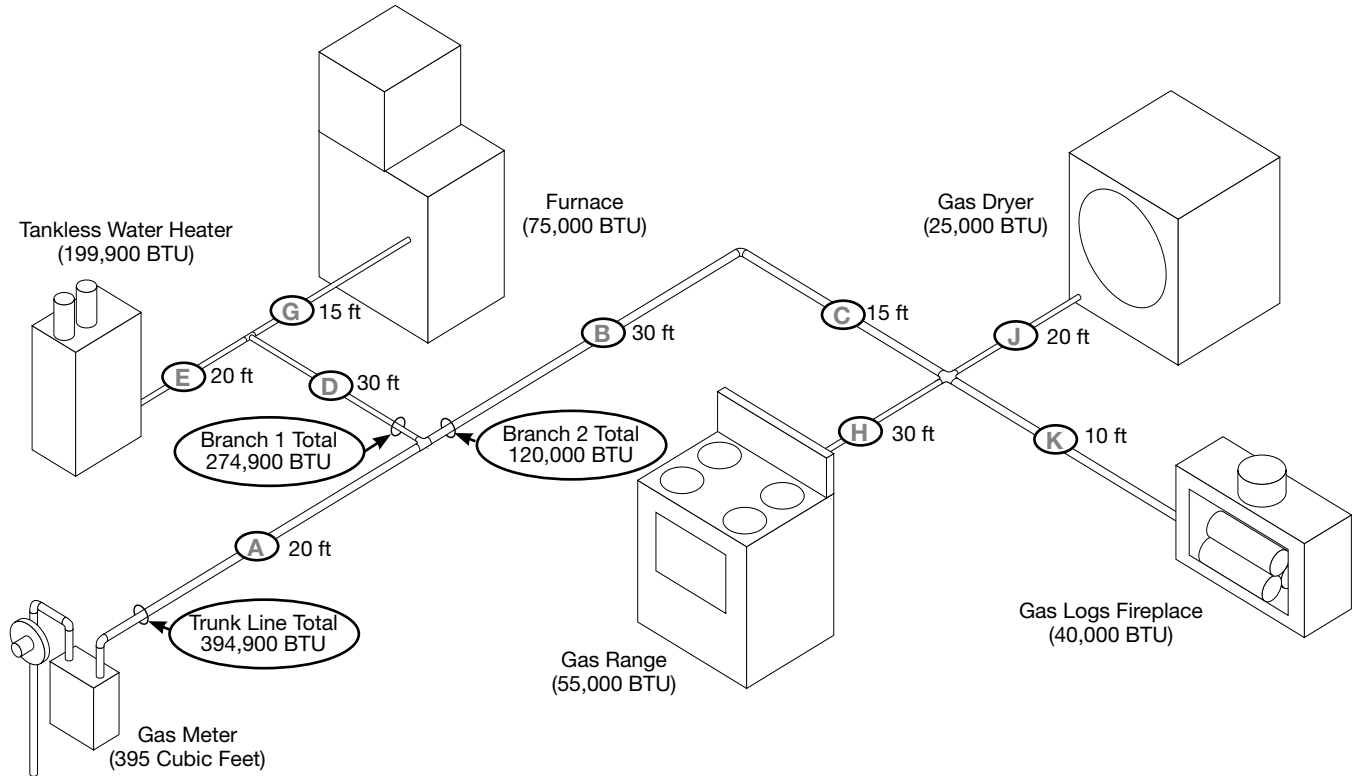 Furnace
(75,000 BTU)
Gas Dryer
(25,000 BTU)
Tankless Water Heater
(199,900 BTU)
G 15 ft
B 30 ft
C 15 ft
J 20 ft
E 20 ft
D 30 ft
Branch 1 Total
274,900 BTU
Branch 2 Total
120,000 BTU
H 30 ft
K 10 ft
A 20 ft
Trunk Line Total
394,900 BTU
Gas Logs Fireplace
(40,000 BTU)
Gas Range
(55,000 BTU)
Gas Meter
(395 Cubic Feet)